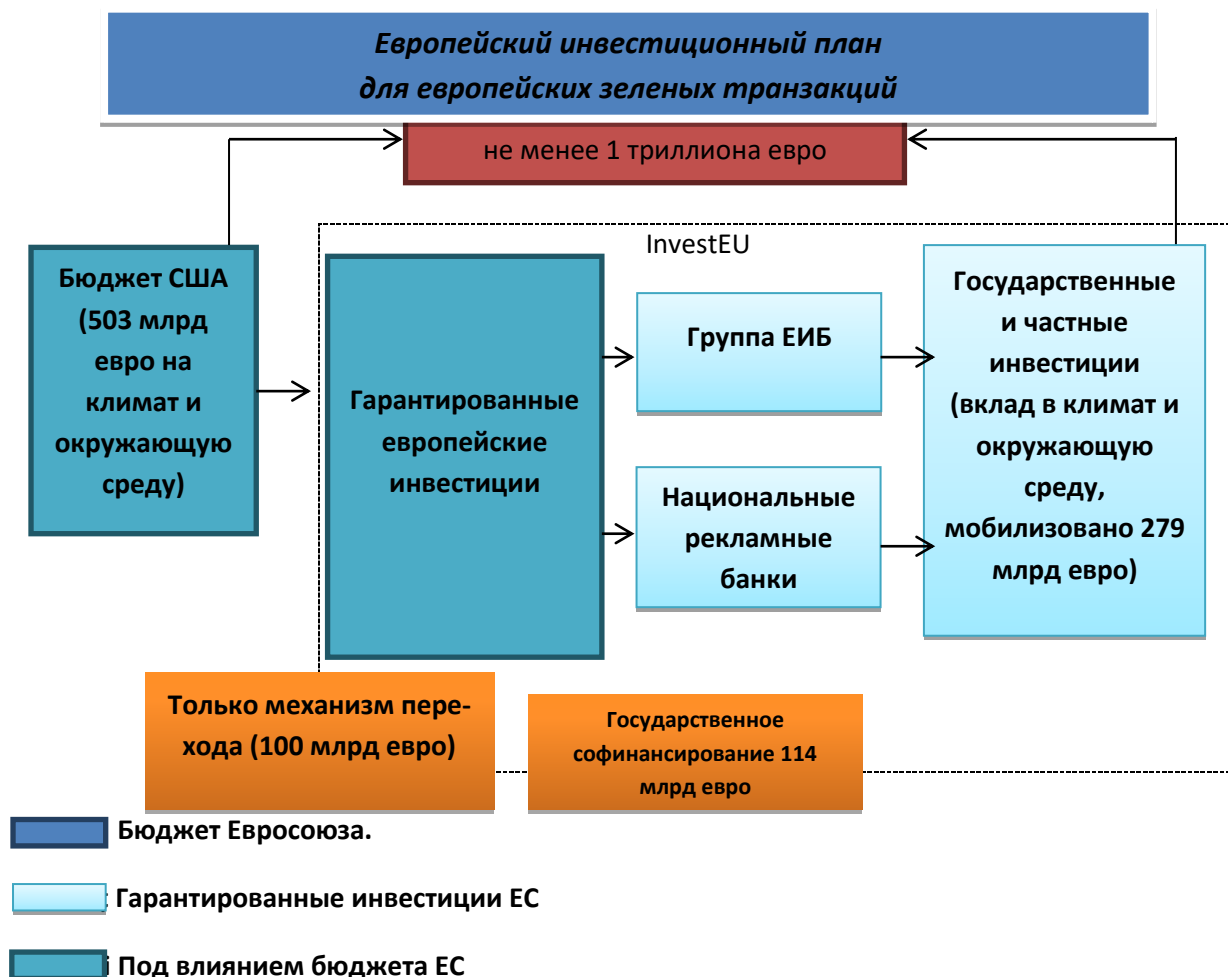 Европейский инвестиционный план
для европейских зеленых транзакций
не менее 1 триллиона евро
InvestEU
Бюджет США
(503 млрд
евро на
климат и
окружающую
среду)
Гарантированные
европейские
инвестиции
Группа ЕИБ
Национальные
рекламные
банки
Государственные
и частные
инвестиции
(вклад в климат и
окружающую
среду,
мобилизовано 279
млрд евро)
Только механизм пере-
хода (100 млрд евро)
Государственное
софинансирование 114
млрд евро
Бюджет Евросоюза.
Гарантированные инвестиции ЕС
Под влиянием бюджета ЕС